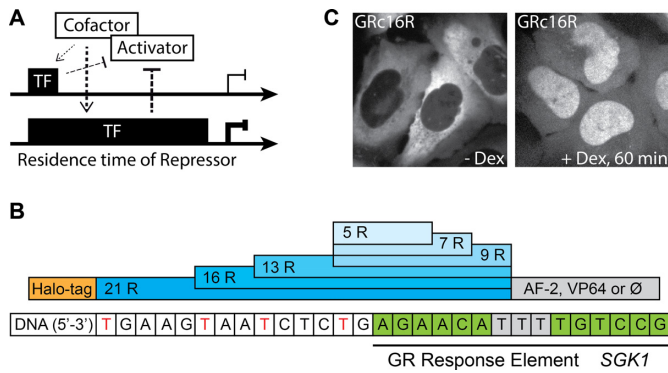 A
Cofactor
Activator
TF
TF
Residence time of Repressor
C
GRc16R
- Dex
GRc16R
+ Dex, 60 min
B
5 R
7 R
9 R
13 R
16 R
Halo-tag
21 R
AF-2, VP64 or Ø
DNA (5'-3') T G A A G T A A T C T C T G A G A A C A T T T T G T C C G
GR Response Element SGK1